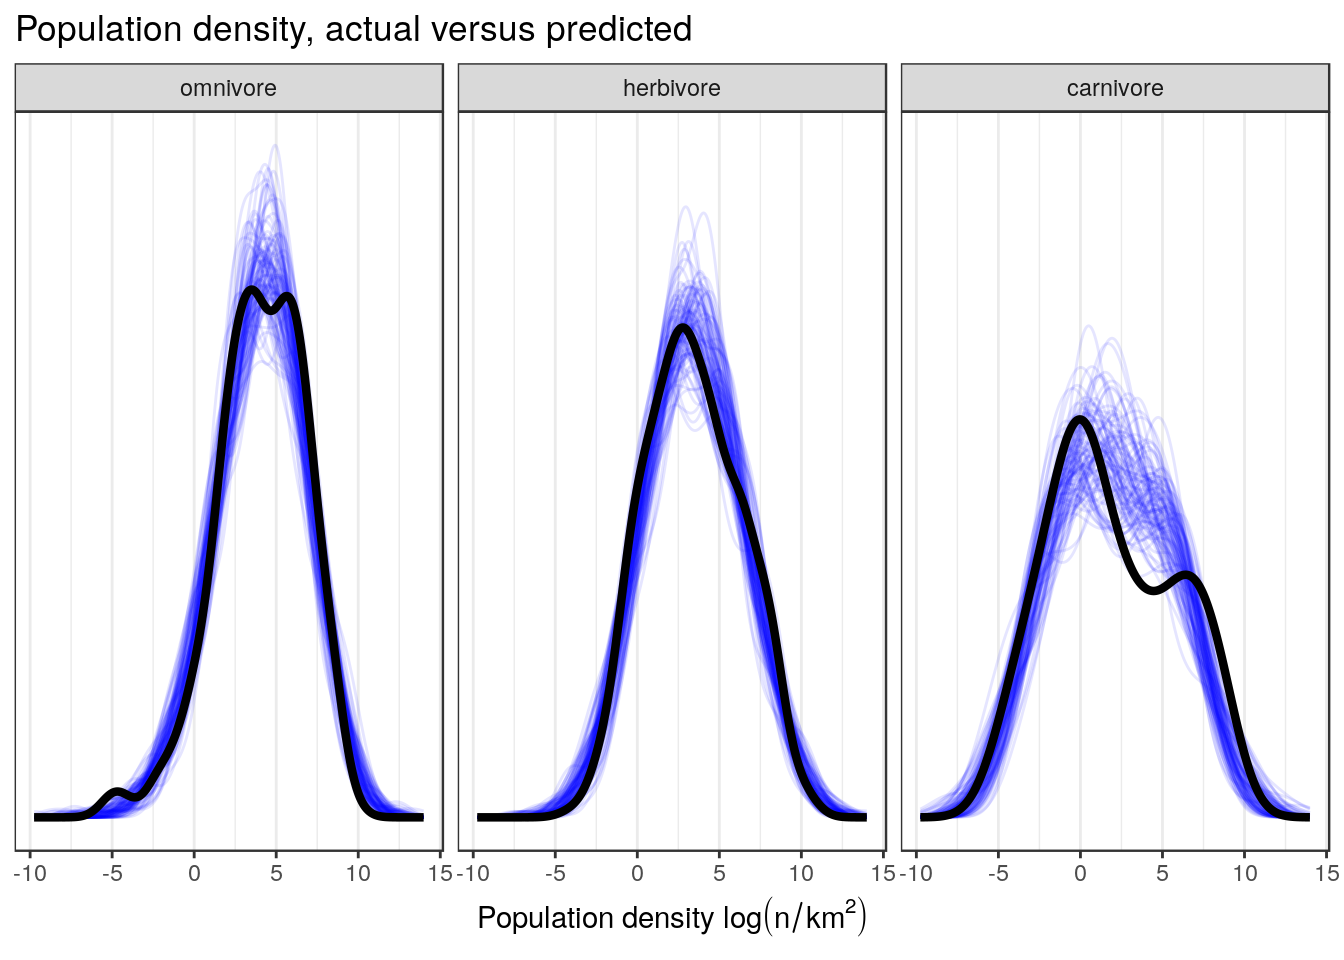 Population density, actual versus predicted
omnivore herbivore carnivore
-10 -5 0 5 10 15 -10 -5 0 5 10 15 -10 -5 0 5 10 15
Population density log(n/km²)